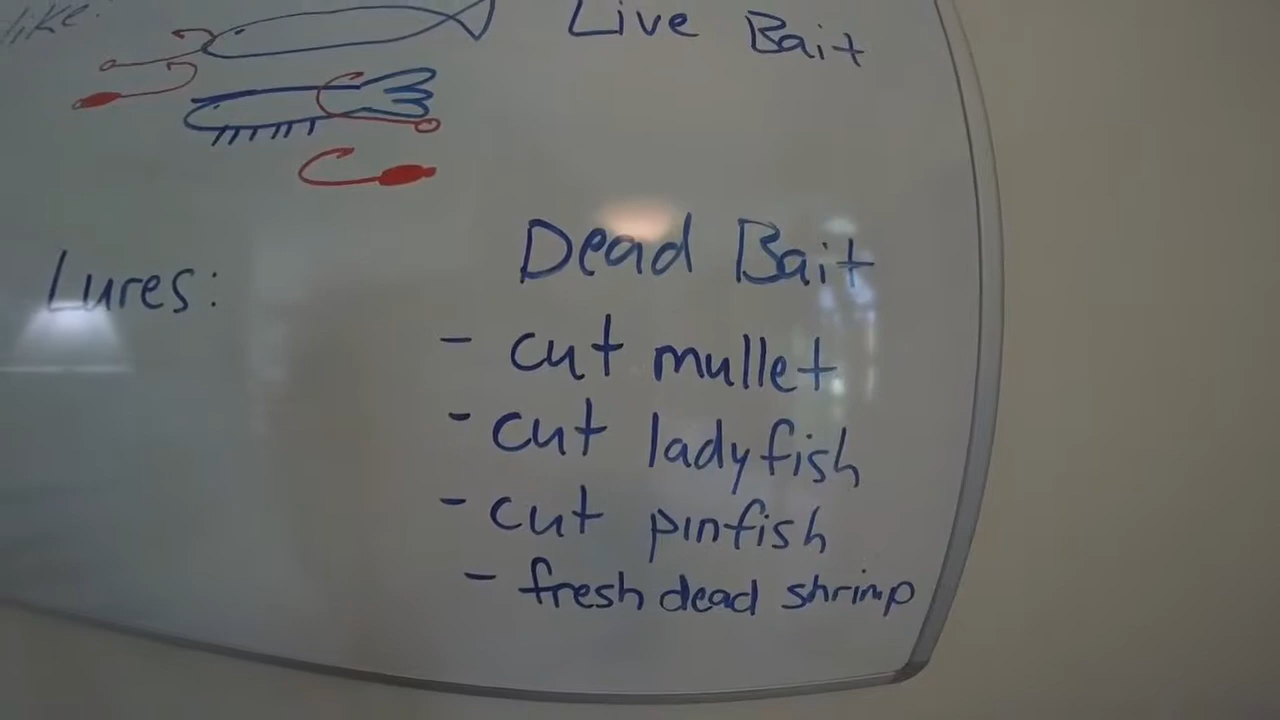 like.
Live Bait
Lures:
Dead Bait
- cut mullet
- cut ladyfish
- cut pinfish
- fresh dead shrimp